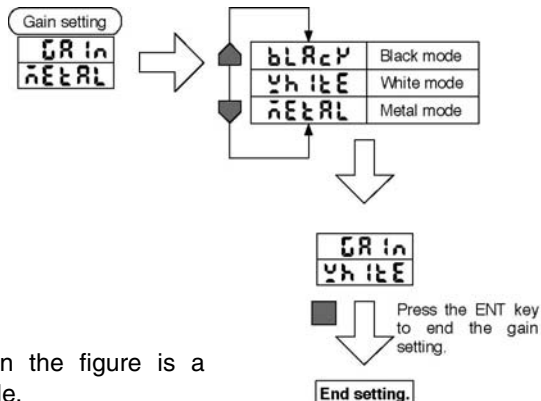 Gain setting
GAIn
METAL
bLAcK
Black mode
WhITE
White mode
METAL
Metal mode
GAIn
WhITE
Press the ENT key
to end the gain
setting.
n the figure is a
le.
End setting.